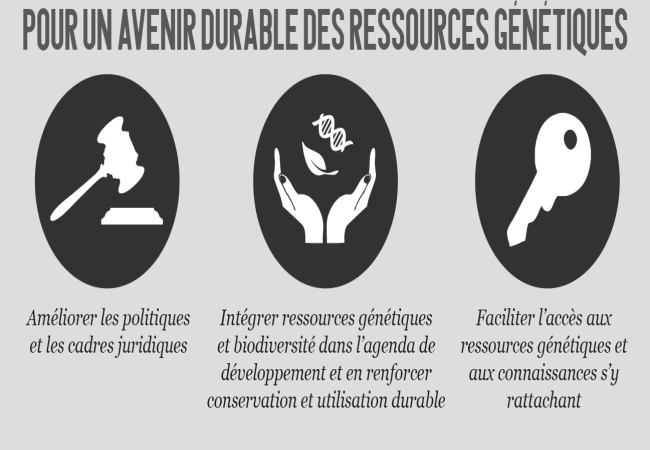 POUR UN AVENIR DURABLE DES RESSOURCES GÉNÉTIQUES
Améliorer les politiques
et les cadres juridiques
Intégrer ressources génétiques
et biodiversité dans l'agenda de
développement et en renforcer
conservation et utilisation durable
Faciliter l'accès aux
ressources génétiques et
aux connaissances s'y
rattachant